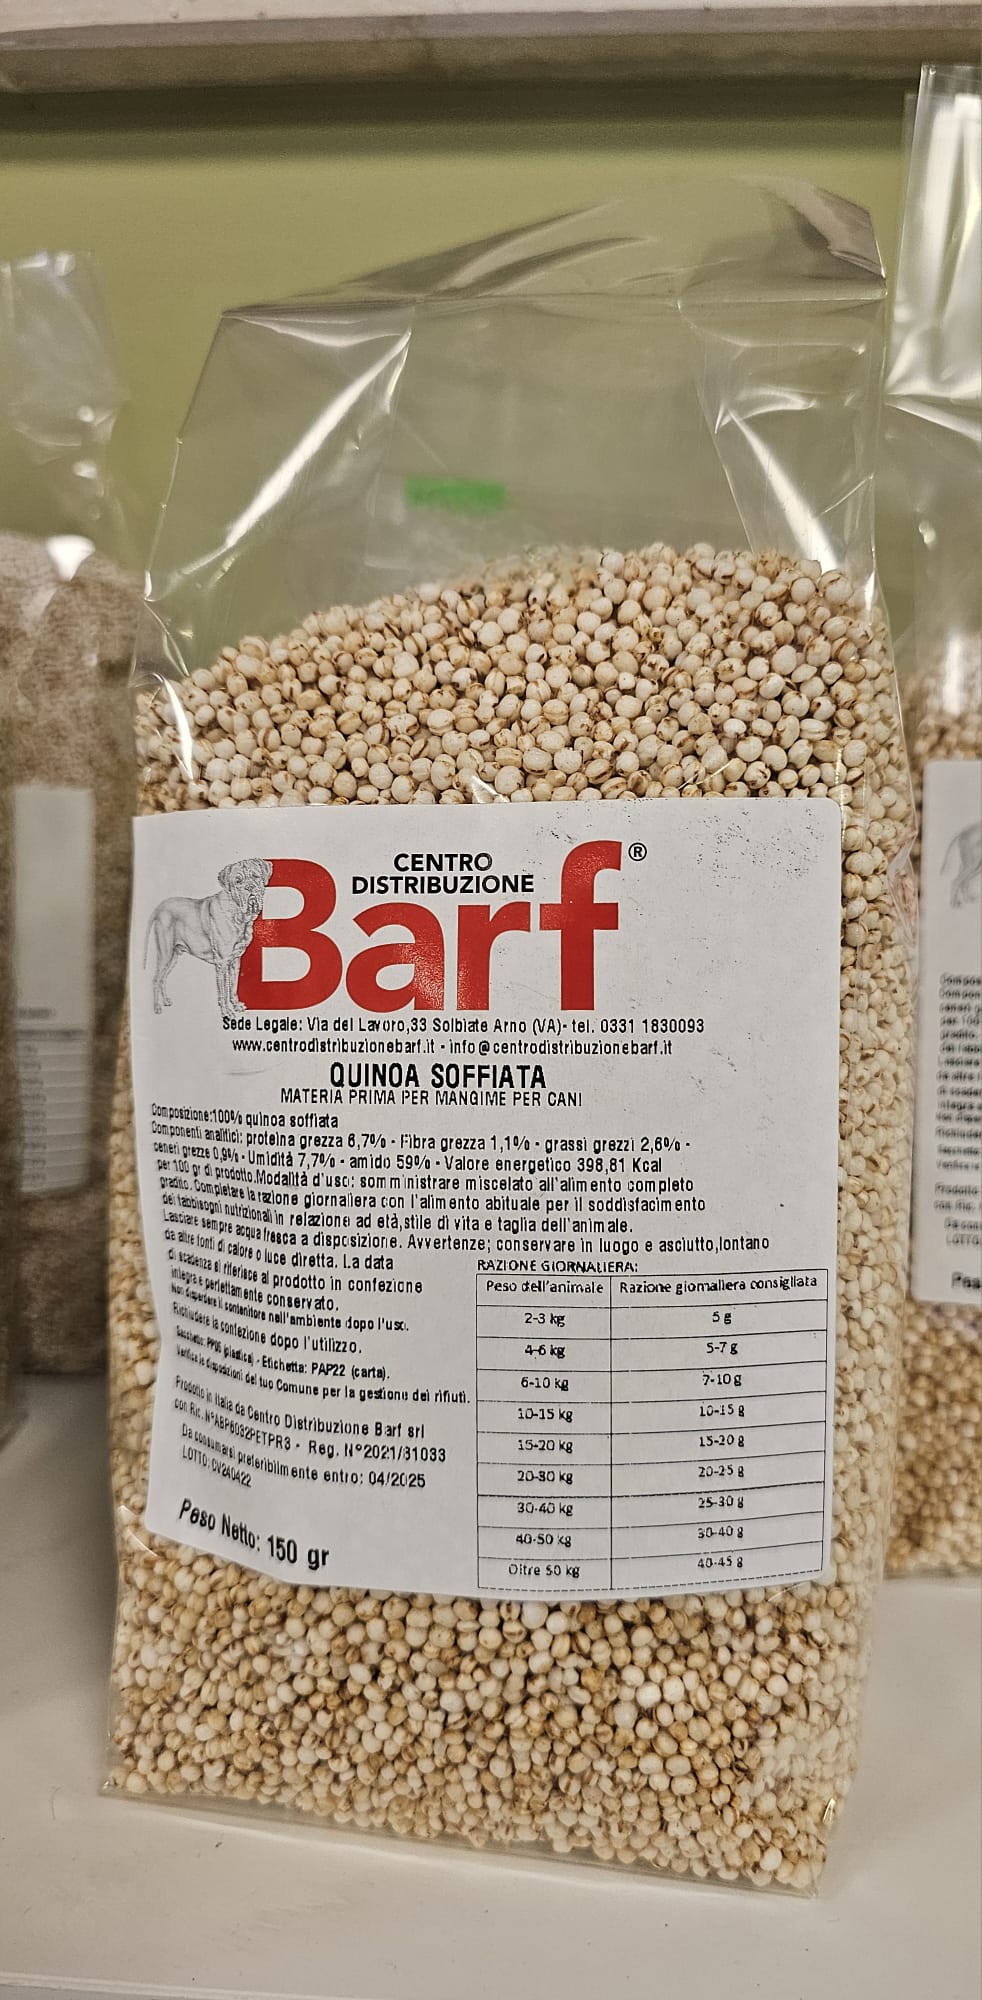 CENTRO
DISTRIBUZIONE
Barf®
Sede Legale: Via del Lavoro,33 Solbiate Arno (VA)- tel. 0331 1830093
www.centrodistribuzionebarf.it - info@centrodistribuzionebarf.it
QUINOA SOFFIATA
MATERIA PRIMA PER MANGIME PER CANI
Composizione:100% quinoa soffiata
Componenti analitici: proteina grezza 6,7% - Fibra grezza 1,1% - grassi grezzi 2,6% -
ceneri grezze 0,9% - Umidità 7,7% - amido 59% - Valore energetico 398,81 Kcal
per 100 gr di prodotto.Modalità d'uso: somministrare miscelato all'alimento completo
gradito. Completare la razione giornaliera con l'alimento abituale per il soddisfacimento
dei fabbisogni nutrizionali in relazione ad età,stile di vita e taglia dell'animale.
Lasciare sempre acqua fresca a disposizione. Avvertenze; conservare in luogo e asciutto,lontano
da altre fonti di calore o luce diretta. La data
di scadenza si riferisce al prodotto in confezione
integra e perfettamente conservato.
Non disperdere il contenitore nell'ambiente dopo l'uso.
Richiudere la confezione dopo l'utilizzo.
Sacchetto: PP05 (plastica) - Etichetta: PAP22 (carta).
Verifica le disposizioni del tuo Comune per la gestione dei rifiuti.
Prodotto in Italia da Centro Distribuzione Barf srl
con Ric. N°ABP6032PETPR3 - Reg. N°2021/31033
Da consumarsi preferibilmente entro: 04/2025
LOTTO: CV240422
Peso Netto: 150 gr
RAZIONE GIORNALIERA:
Peso dell'animale Razione giornaliera consigliata
2-3 kg 5 g
4-6 kg 5-7 g
6-10 kg 7-10 g
10-15 kg 10-15 g
15-20 kg 15-20 g
20-30 kg 20-25 g
30-40 kg 25-30 g
40-50 kg 30-40 g
Oltre 50 kg 40-45 g